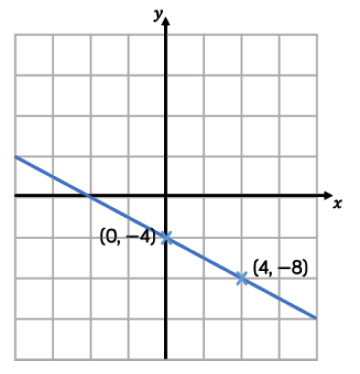 y
x
(0, −4)
(4, −8)